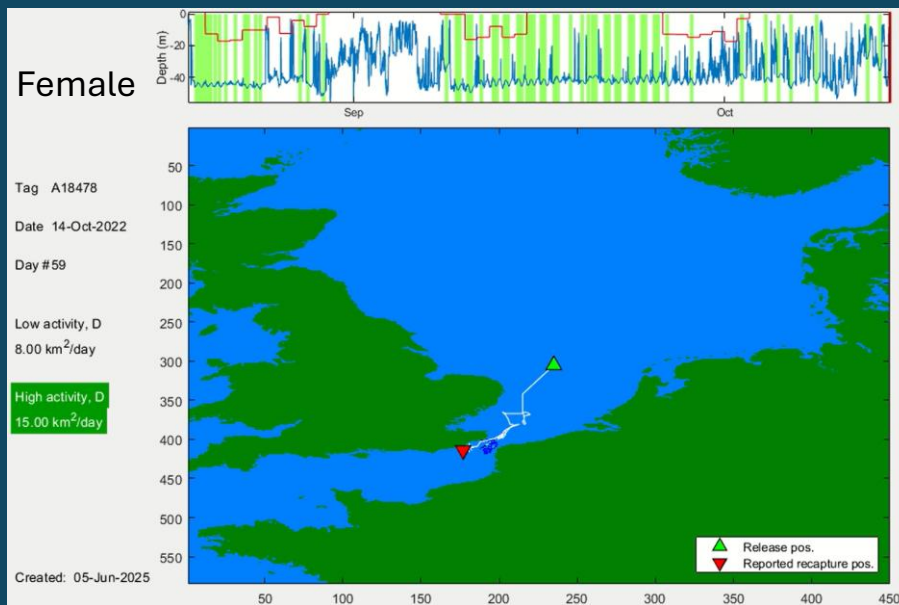 Female
Depth (m)
0
-20
-40
Sep
Oct
Tag A18478
Date 14-Oct-2022
Day #59
Low activity, D
8.00 km²/day
High activity, D
15.00 km²/day
Created: 05-Jun-2025
50
100
150
200
250
300
350
400
450
500
550
50
100
150
200
250
300
350
400
450
Release pos.
Reported recapture pos.